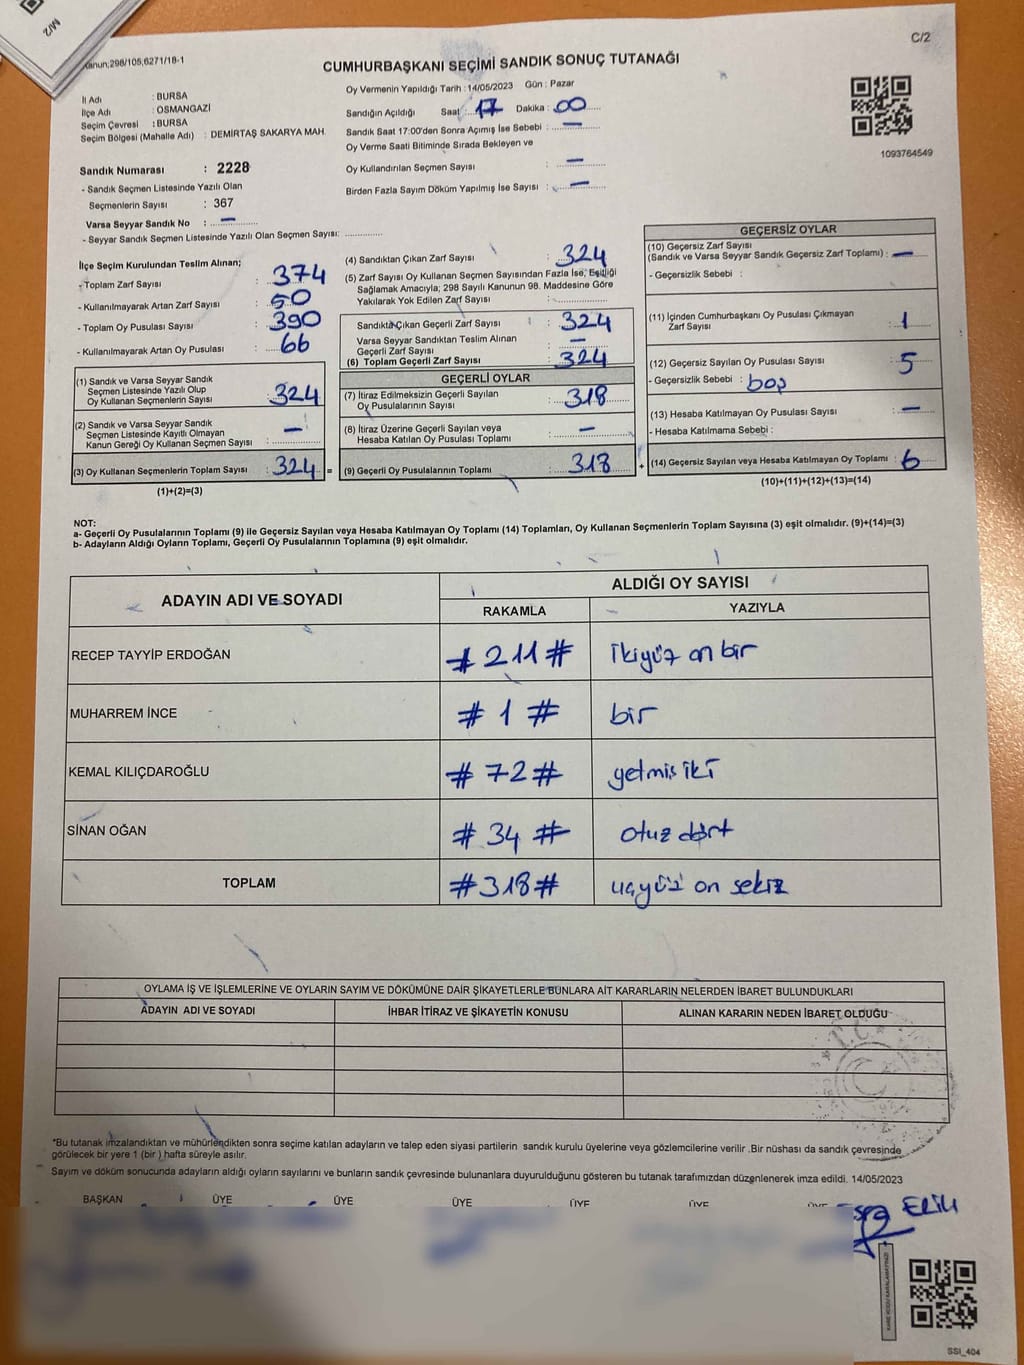 M/2
Kanun;298/105,6271/18-1
C/2
CUMHURBAŞKANI SEÇİMİ SANDIK SONUÇ TUTANAĞI
İl Adı : BURSA
İlçe Adı : OSMANGAZİ
Seçim Çevresi : BURSA
Seçim Bölgesi (Mahalle Adı) : DEMİRTAŞ SAKARYA MAH.
Oy Vermenin Yapıldığı Tarih : 14/05/2023 Gün : Pazar
Sandığın Açıldığı Saat : 17 Dakika : 00
Sandık Saat 17:00'den Sonra Açımış İse Sebebi : —
Oy Verme Saati Bitiminde Sırada Bekleyen ve
Oy Kullandırılan Seçmen Sayısı : —
Birden Fazla Sayım Döküm Yapılmış İse Sayısı : —
1093764549
Sandık Numarası : 2228
- Sandık Seçmen Listesinde Yazılı Olan
Seçmenlerin Sayısı : 367
Varsa Seyyar Sandık No : —
- Seyyar Sandık Seçmen Listesinde Yazılı Olan Seçmen Sayısı: ..............
İlçe Seçim Kurulundan Teslim Alınan;
- Toplam Zarf Sayısı : 374
- Kullanılmayarak Artan Zarf Sayısı : 50
- Toplam Oy Pusulası Sayısı : 390
- Kullanılmayarak Artan Oy Pusulası : 66
(1) Sandık ve Varsa Seyyar Sandık
Seçmen Listesinde Yazılı Olup
Oy Kullanan Seçmenlerin Sayısı : 324
(2) Sandık ve Varsa Seyyar Sandık
Seçmen Listesinde Kayıtlı Olmayan
Kanun Gereği Oy Kullanan Seçmen Sayısı : —
(3) Oy Kullanan Seçmenlerin Toplam Sayısı : 324 =
(1)+(2)=(3)
(4) Sandıktan Çıkan Zarf Sayısı : 324
(5) Zarf Sayısı Oy Kullanan Seçmen Sayısından Fazla İse, Eşitliği
Sağlamak Amacıyla; 298 Sayılı Kanunun 98. Maddesine Göre
Yakılarak Yok Edilen Zarf Sayısı :
Sandıkta Çıkan Geçerli Zarf Sayısı : 324
Varsa Seyyar Sandıktan Teslim Alınan
Geçerli Zarf Sayısı : —
(6) Toplam Geçerli Zarf Sayısı : 324
GEÇERLİ OYLAR
(7) İtiraz Edilmeksizin Geçerli Sayılan
Oy Pusulalarının Sayısı : 318
(8) İtiraz Üzerine Geçerli Sayılan veya
Hesaba Katılan Oy Pusulası Toplamı : —
(9) Geçerli Oy Pusulalarının Toplamı : 318 +
GEÇERSİZ OYLAR
(10) Geçersiz Zarf Sayısı
(Sandık ve Varsa Seyyar Sandık Geçersiz Zarf Toplamı) : —
- Geçersizlik Sebebi :
(11) İçinden Cumhurbaşkanı Oy Pusulası Çıkmayan
Zarf Sayısı : 1
(12) Geçersiz Sayılan Oy Pusulası Sayısı : 5
- Geçersizlik Sebebi : boş
(13) Hesaba Katılmayan Oy Pusulası Sayısı : —
- Hesaba Katılmama Sebebi :
(14) Geçersiz Sayılan veya Hesaba Katılmayan Oy Toplamı : 6
(10)+(11)+(12)+(13)=(14)
NOT:
a- Geçerli Oy Pusulalarının Toplamı (9) ile Geçersiz Sayılan veya Hesaba Katılmayan Oy Toplamı (14) Toplamları, Oy Kullanan Seçmenlerin Toplam Sayısına (3) eşit olmalıdır. (9)+(14)=(3)
b- Adayların Aldığı Oyların Toplamı, Geçerli Oy Pusulalarının Toplamına (9) eşit olmalıdır.
ADAYIN ADI VE SOYADI
ALDIĞI OY SAYISI
RAKAMLA YAZIYLA
RECEP TAYYİP ERDOĞAN # 211 # ikiyüz on bir
MUHARREM İNCE # 1 # bir
KEMAL KILIÇDAROĞLU # 72 # yetmis iki
SİNAN OĞAN # 34 # otuz dört
TOPLAM # 318 # üçyüz on sekiz
OYLAMA İŞ VE İŞLEMLERİNE VE OYLARIN SAYIM VE DÖKÜMÜNE DAİR ŞİKAYETLERLE BUNLARA AİT KARARLARIN NELERDEN İBARET BULUNDUKLARI
ADAYIN ADI VE SOYADI İHBAR İTİRAZ VE ŞİKAYETİN KONUSU ALINAN KARARIN NEDEN İBARET OLDUĞU
T.C.
*Bu tutanak imzalandıktan ve mühürlendikten sonra seçime katılan adayların ve talep eden siyasi partilerin sandık kurulu üyelerine veya gözlemcilerine verilir .Bir nüshası da sandık çevresinde
görülecek bir yere 1 (bir ) hafta süreyle asılır.
Sayım ve döküm sonucunda adayların aldığı oyların sayılarını ve bunların sandık çevresinde bulunanlara duyurulduğunu gösteren bu tutanak tarafımızdan düzenlenerek imza edildi. 14/05/2023
BAŞKAN ÜYE ÜYE ÜYE ÜYE ÜYE ÜYE
SSI_404